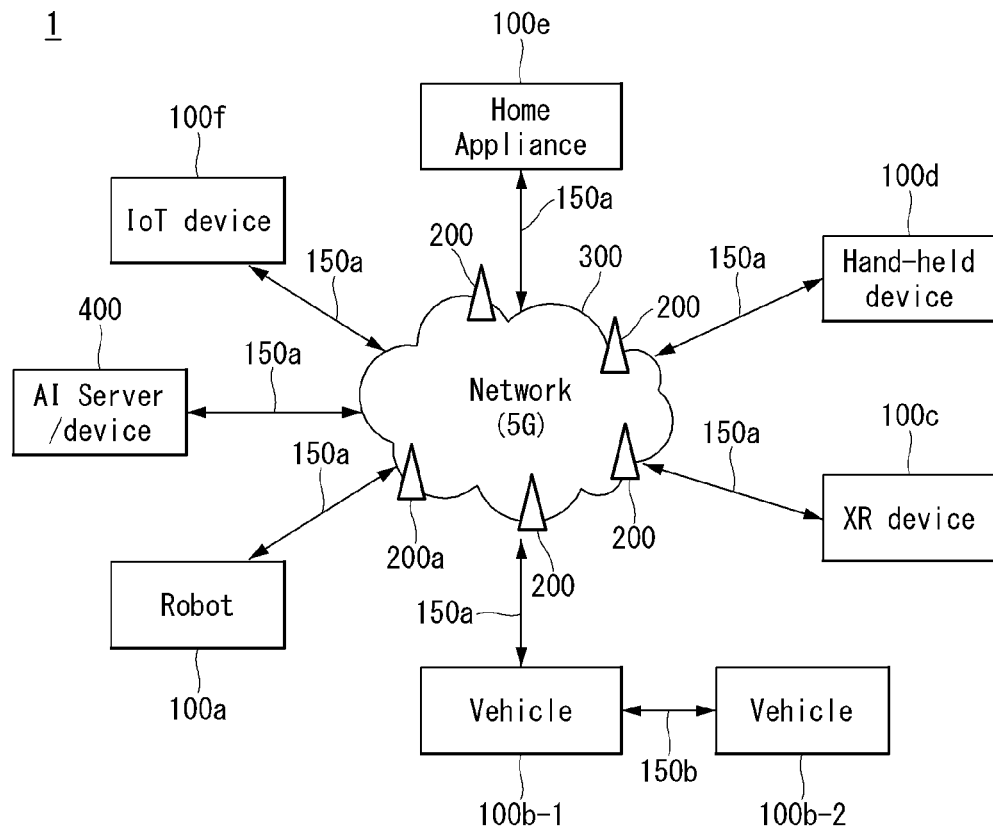 1
100e
Home
Appliance
100f
IoT device
150a
100d
Hand-held
device
200
300
150a
150a
200
400
AI Server
/device
150a
Network
(5G)
100c
XR device
150a
150a
200a
200
200
Robot
100a
150a
Vehicle
150b
Vehicle
100b-1
100b-2